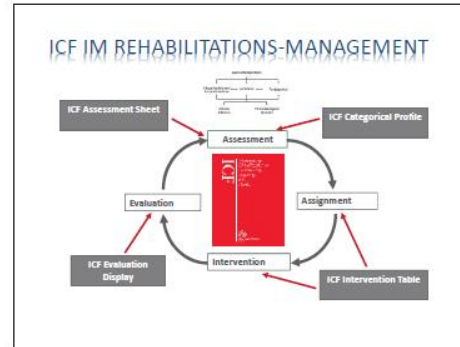 ICF IM REHABILITATIONS-MANAGEMENT
ICF Assessment Sheet
ICF Categorical Profile
Assessment
ICF
Evaluation
Assignment
Intervention
ICF Evaluation
Display
ICF Intervention Table